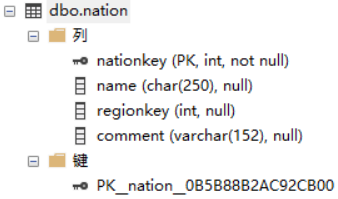 dbo.nation
列
nationkey (PK, int, not null)
name (char(250), null)
regionkey (int, null)
comment (varchar(152), null)
键
PK__nation__0B5B88B2AC92CB00